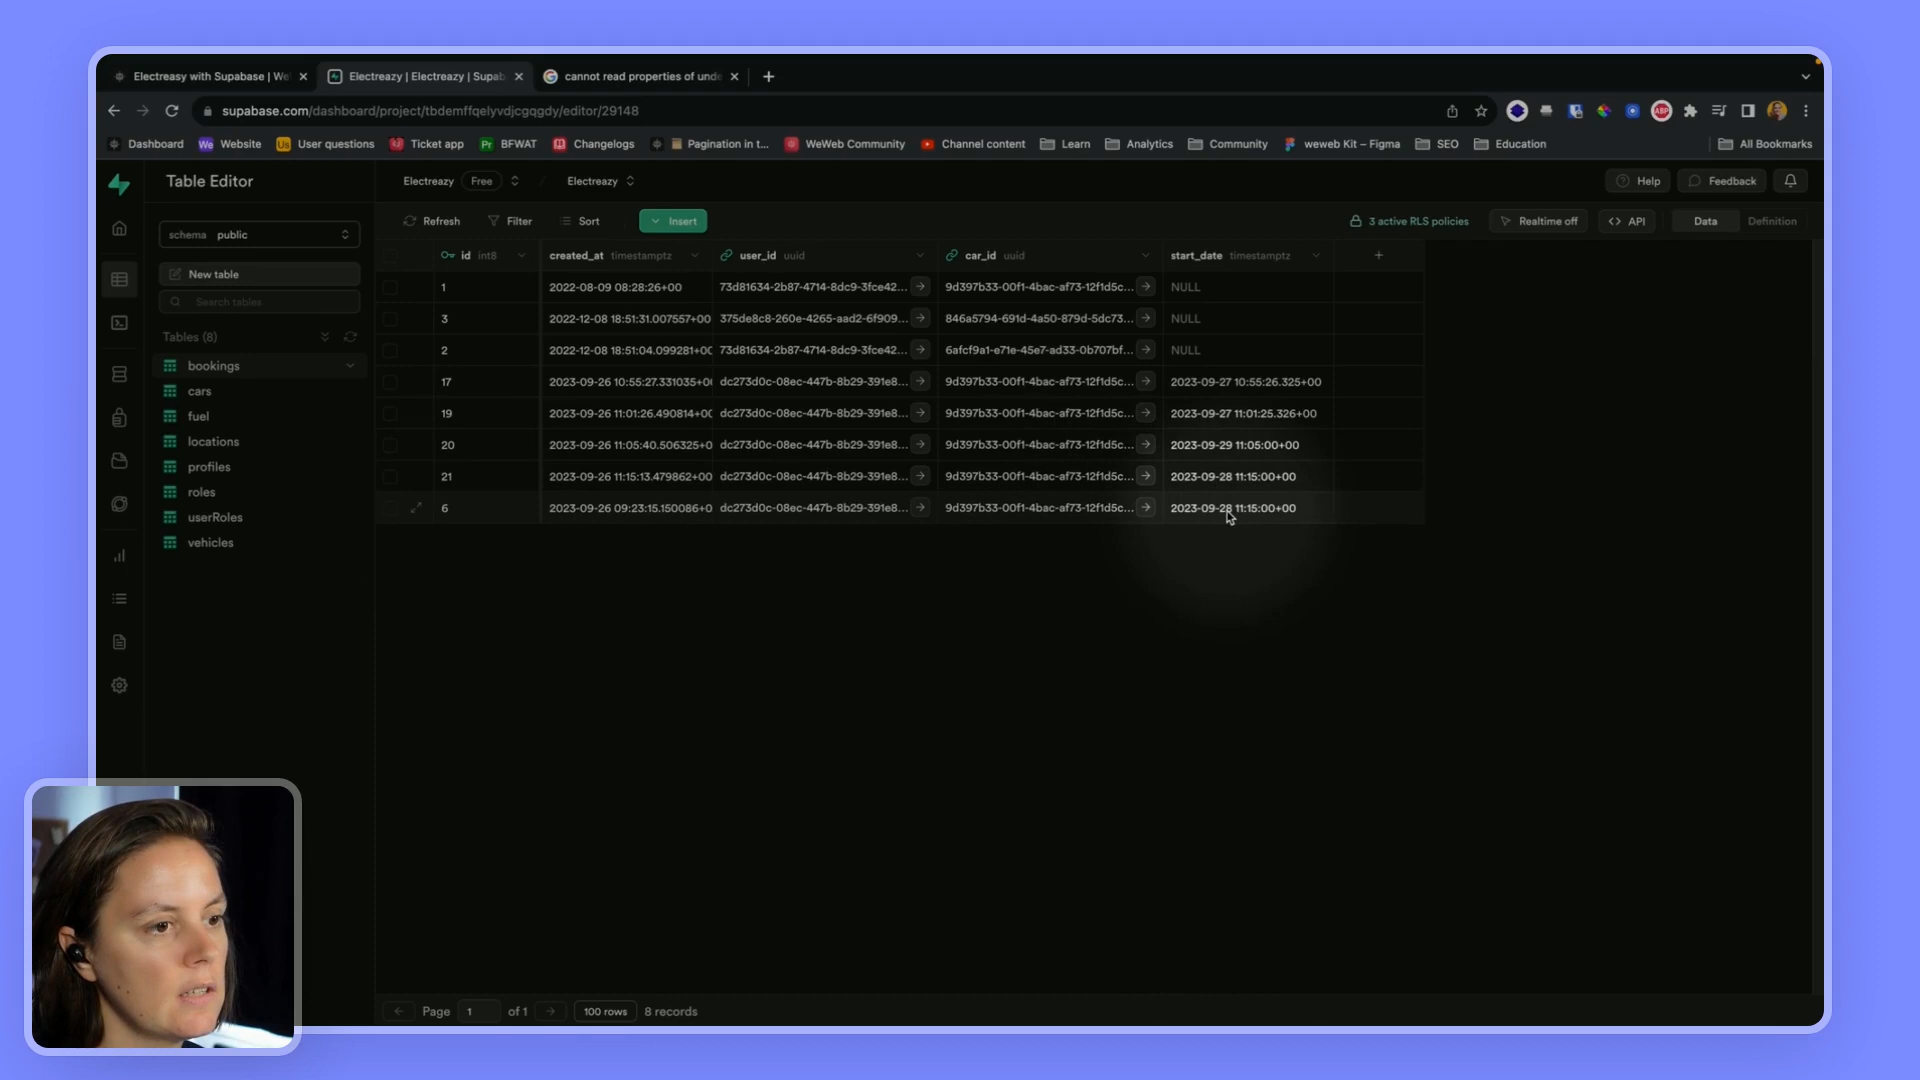 Electreasy with Supabase | We
Electreazy | Electreazy | Supab
cannot read properties of unde
supabase.com/dashboard/project/tbdemffqelyvdjcgqgdy/editor/29148
Dashboard
We Website
Us User questions
Ticket app
Pr BFWAT
Changelogs
Pagination in t...
WeWeb Community
Channel content
Learn
Analytics
Community
weweb Kit – Figma
SEO
Education
All Bookmarks
Table Editor
Electreazy Free / Electreazy
Help
Feedback
schema public
Refresh
Filter
Sort
Insert
3 active RLS policies
Realtime off
<> API
Data
Definition
New table
Search tables
Tables (8)
bookings
cars
fuel
locations
profiles
roles
userRoles
vehicles
id int8 created_at timestamptz user_id uuid car_id uuid start_date timestamptz +
1 2022-08-09 08:28:26+00 73d81634-2b87-4714-8dc9-3fce42... 9d397b33-00f1-4bac-af73-12f1d5c... NULL
3 2022-12-08 18:51:31.007557+00 375de8c8-260e-4265-aad2-6f909... 846a5794-691d-4a50-879d-5dc73... NULL
2 2022-12-08 18:51:04.099281+00 73d81634-2b87-4714-8dc9-3fce42... 6afcf9a1-e71e-45e7-ad33-0b707bf... NULL
17 2023-09-26 10:55:27.331035+00 dc273d0c-08ec-447b-8b29-391e8... 9d397b33-00f1-4bac-af73-12f1d5c... 2023-09-27 10:55:26.325+00
19 2023-09-26 11:01:26.490814+00 dc273d0c-08ec-447b-8b29-391e8... 9d397b33-00f1-4bac-af73-12f1d5c... 2023-09-27 11:01:25.326+00
20 2023-09-26 11:05:40.506325+0 dc273d0c-08ec-447b-8b29-391e8... 9d397b33-00f1-4bac-af73-12f1d5c... 2023-09-29 11:05:00+00
21 2023-09-26 11:15:13.479862+00 dc273d0c-08ec-447b-8b29-391e8... 9d397b33-00f1-4bac-af73-12f1d5c... 2023-09-28 11:15:00+00
6 2023-09-26 09:23:15.150086+0 dc273d0c-08ec-447b-8b29-391e8... 9d397b33-00f1-4bac-af73-12f1d5c... 2023-09-28 11:15:00+00
Page 1 of 1
100 rows
8 records